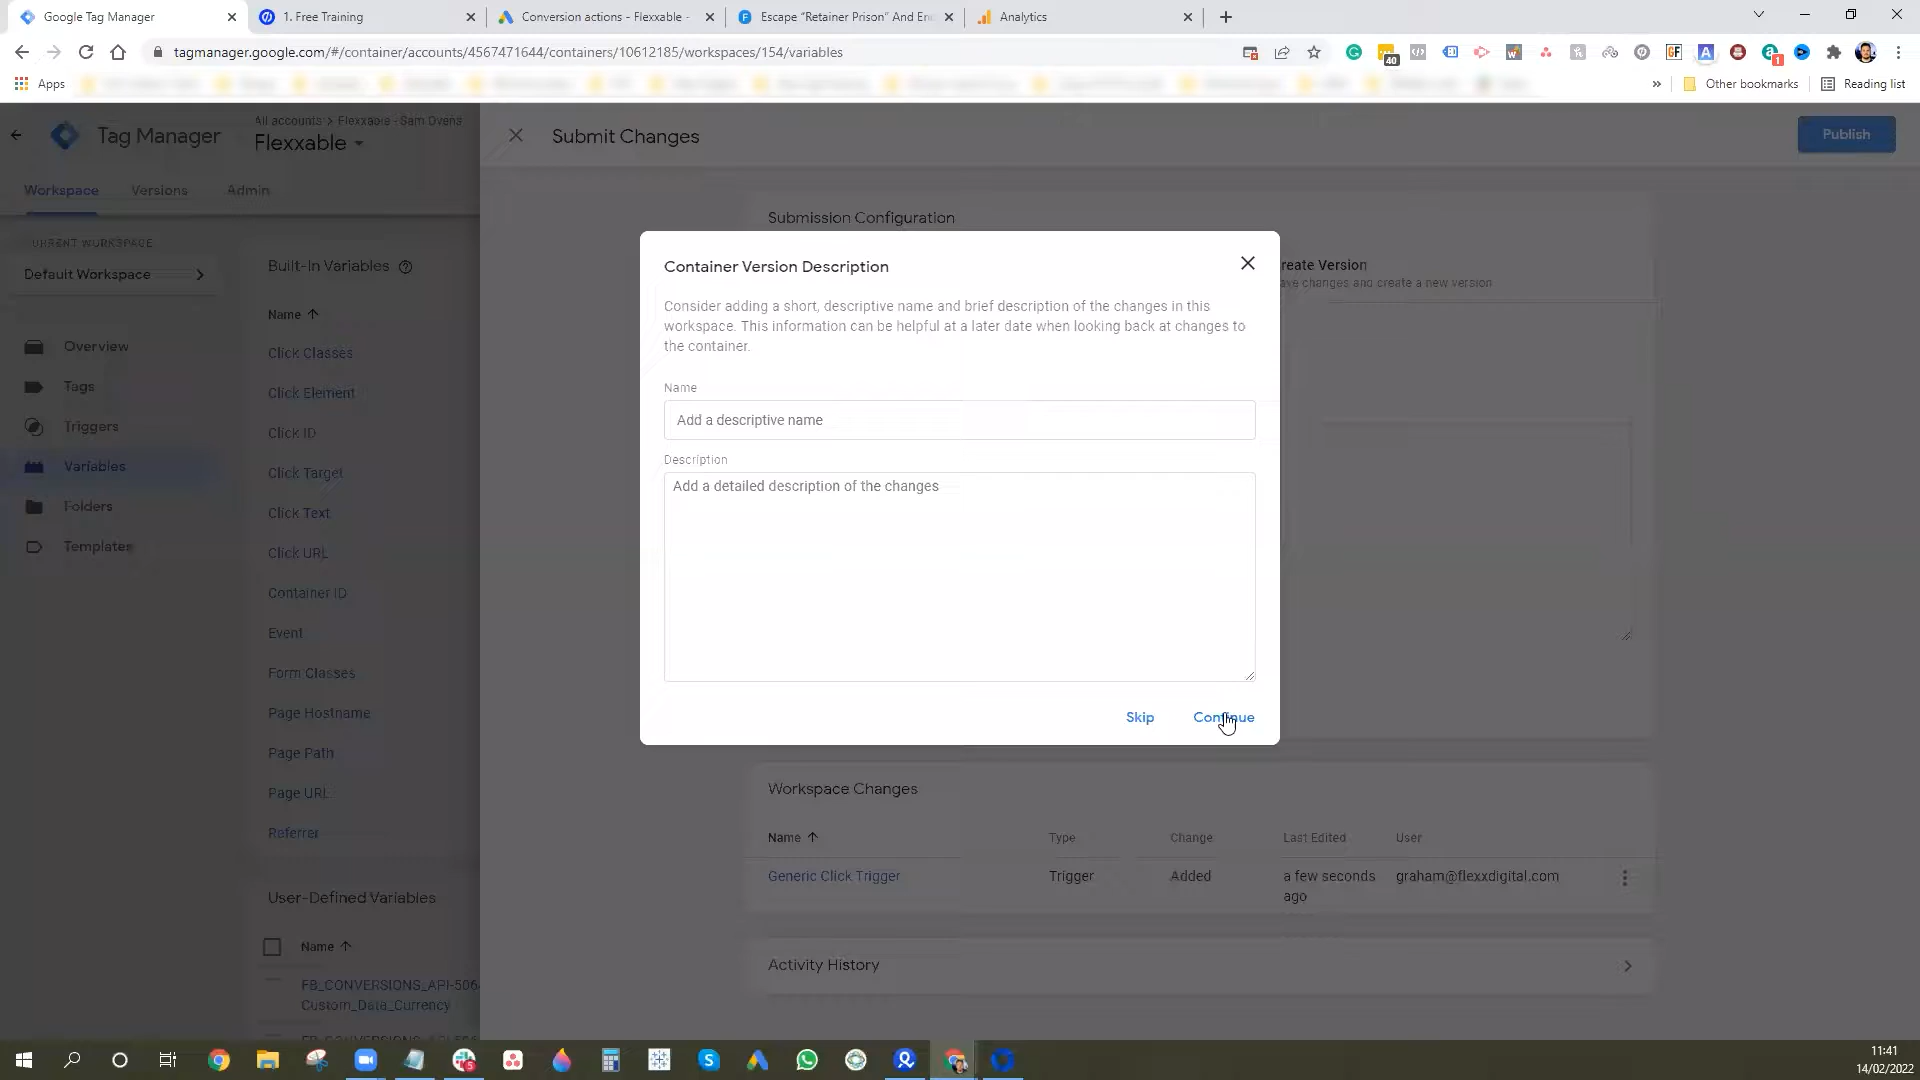 Google Tag Manager
1. Free Training
Conversion actions - Flexxable -
Escape “Retainer Prison” And En
Analytics
tagmanager.google.com/#/container/accounts/4567471644/containers/10612185/workspaces/154/variables
40
1
Apps
Other bookmarks
Reading list
Tag Manager
All accounts > Flexxable - Sam Ovens
Flexxable
Submit Changes
Publish
Workspace
Versions
Admin
Submission Configuration
CURRENT WORKSPACE
Default Workspace
Overview
Tags
Triggers
Variables
Folders
Templates
Built-In Variables
Name
Click Classes
Click Element
Click ID
Click Target
Click Text
Click URL
Container ID
Event
Form Classes
Page Hostname
Page Path
Page URL
Referrer
User-Defined Variables
Name
FB_CONVERSIONS_API-506
Custom_Data_Currency
Container Version Description
Consider adding a short, descriptive name and brief description of the changes in this
workspace. This information can be helpful at a later date when looking back at changes to
the container.
Name
Add a descriptive name
Description
Add a detailed description of the changes
Skip
Continue
reate Version
ave changes and create a new version
Workspace Changes
Name
Type
Change
Last Edited
User
Generic Click Trigger
Trigger
Added
a few seconds
ago
graham@flexxdigital.com
Activity History
11:41
14/02/2022